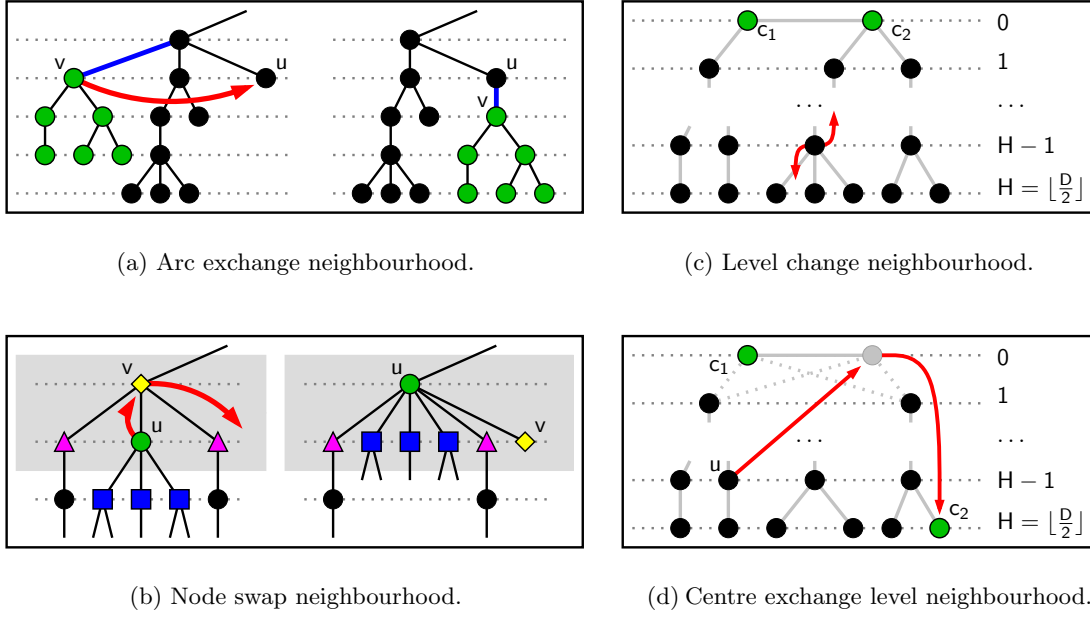 v
u
u
v
(a) Arc exchange neighbourhood.
c1
c2
0
1
. . .
. . .
H − 1
H = ⌊D/2⌋
(c) Level change neighbourhood.
v
u
u
v
(b) Node swap neighbourhood.
c1
0
1
. . .
. . .
u
H − 1
c2
H = ⌊D/2⌋
(d) Centre exchange level neighbourhood.